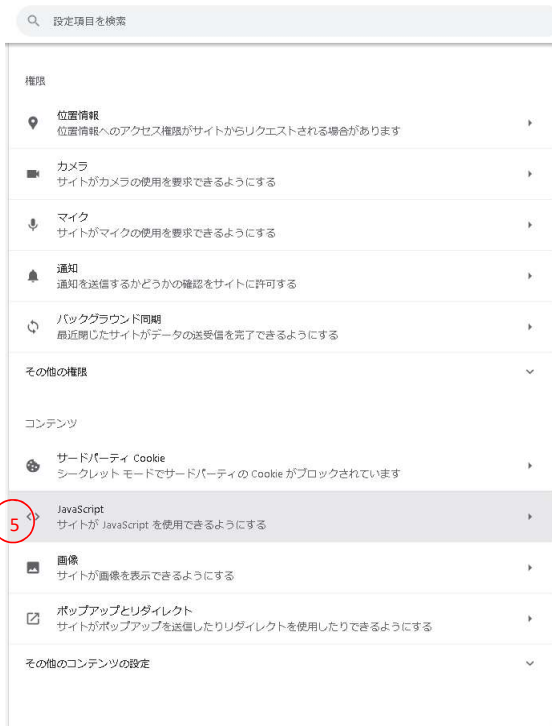 設定項目を検索
権限
位置情報
位置情報へのアクセス権限がサイトからリクエストされる場合があります
カメラ
サイトがカメラの使用を要求できるようにする
マイク
サイトがマイクの使用を要求できるようにする
通知
通知を送信するかどうかの確認をサイトに許可する
バックグラウンド同期
最近閉じたサイトがデータの送受信を完了できるようにする
その他の権限
コンテンツ
サードパーティ Cookie
シークレット モードでサードパーティの Cookie がブロックされています
5
JavaScript
サイトが JavaScript を使用できるようにする
画像
サイトが画像を表示できるようにする
ポップアップとリダイレクト
サイトがポップアップを送信したりリダイレクトを使用したりできるようにする
その他のコンテンツの設定